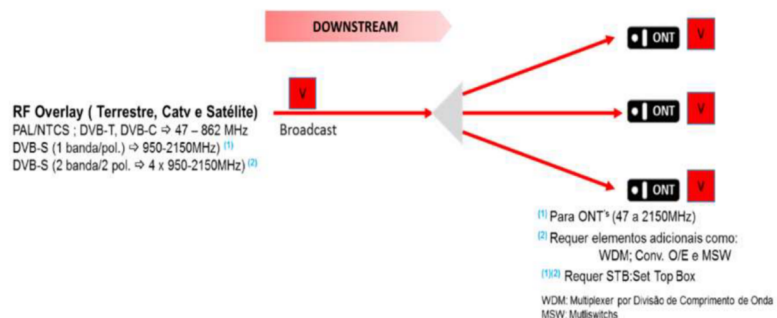 DOWNSTREAM
V
ONT V
V
RF Overlay ( Terrestre, Catv e Satélite)
PAL/NTCS ; DVB-T, DVB-C ⇨ 47 – 862 MHz
Broadcast
ONT V
DVB-S (1 banda/pol.) ⇨ 950-2150MHz) (1)
DVB-S (2 banda/2 pol. ⇨ 4 x 950-2150MHz) (2)
ONT V
(1) Para ONT's (47 a 2150MHz)
(2) Requer elementos adicionais como:
WDM; Conv. O/E e MSW
(1)(2) Requer STB:Set Top Box
WDM: Multiplexer por Divisão de Comprimento de Onda
MSW: Mutliswitchs